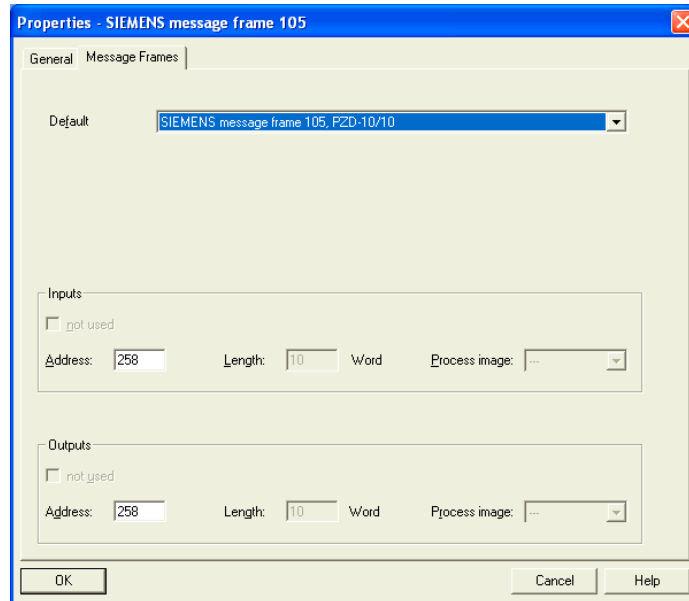 Properties - SIEMENS message frame 105
General Message Frames
Default SIEMENS message frame 105, PZD-10/10
Inputs
not used
Address: 258 Length: 10 Word Process image: ---
Outputs
not used
Address: 258 Length: 10 Word Process image: ---
OK Cancel Help